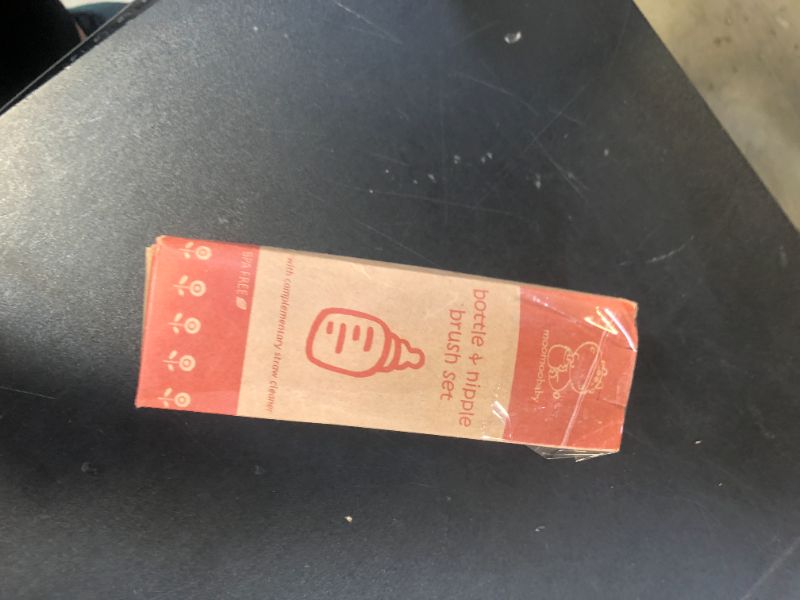 moomoobaby
bottle & nipple
brush set
with complementary straw cleaner
BPA FREE